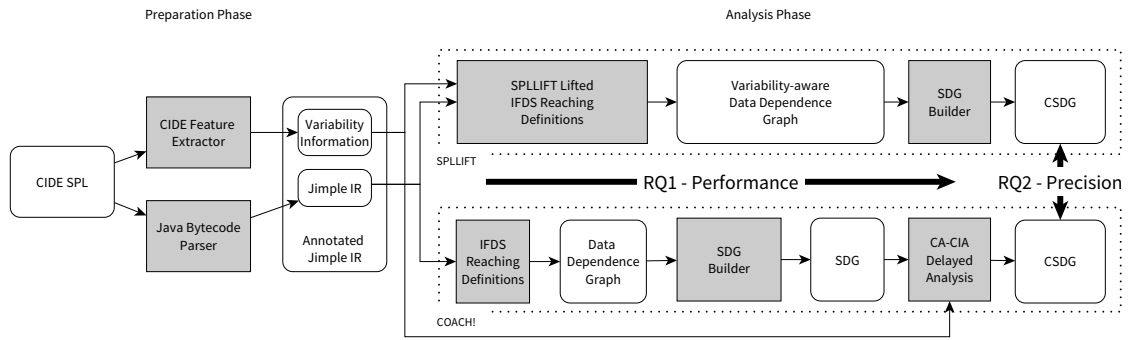 Preparation Phase
Analysis Phase
CIDE SPL
CIDE Feature
Extractor
Java Bytecode
Parser
Variability
Information
Jimple IR
Annotated
Jimple IR
SPLLIFT Lifted
IFDS Reaching
Definitions
Variability-aware
Data Dependence
Graph
SDG
Builder
CSDG
SPLLIFT
RQ1 - Performance
RQ2 - Precision
IFDS
Reaching
Definitions
Data
Dependence
Graph
SDG
Builder
SDG
CA-CIA
Delayed
Analysis
CSDG
COACH!